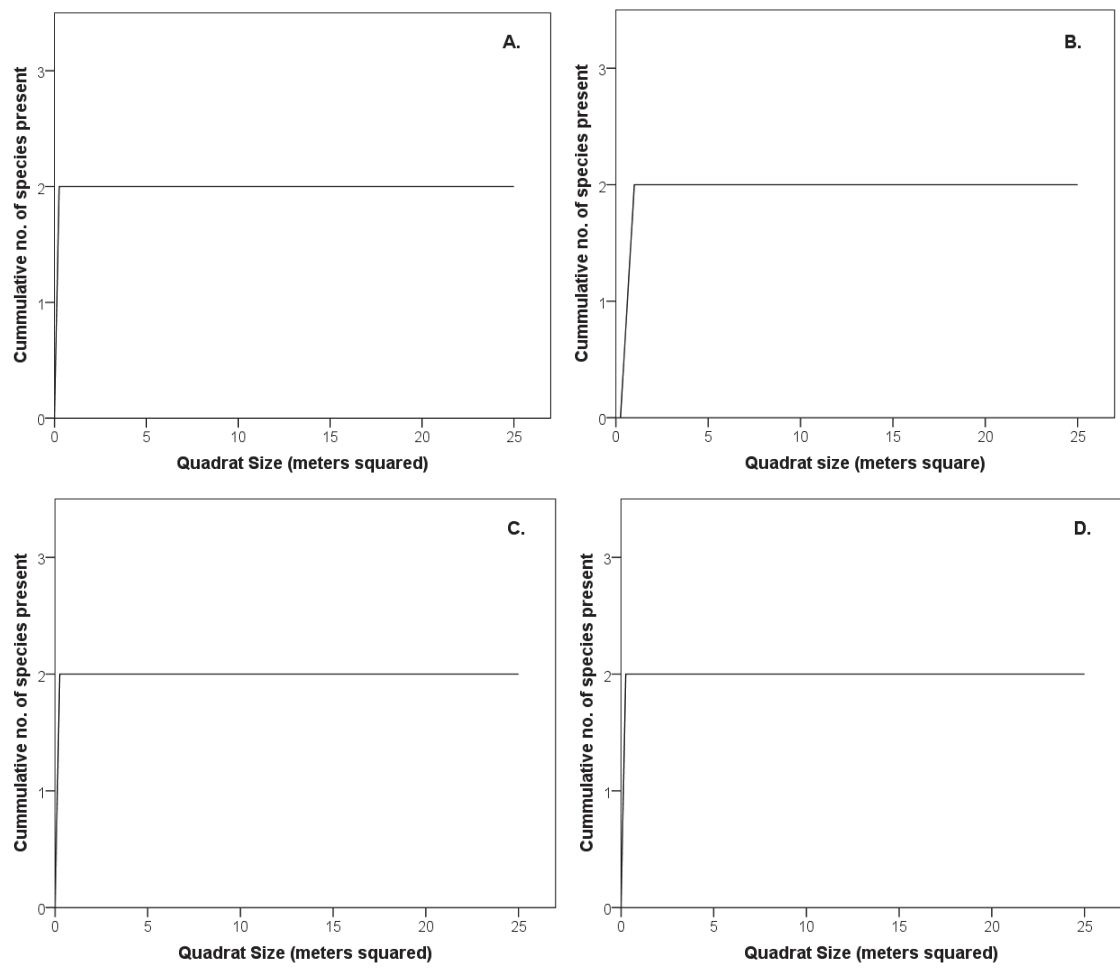 A.
Cummulative no. of species present
3
2
1
0
0 5 10 15 20 25
Quadrat Size (meters squared)
B.
Cummulative no. of species present
3
2
1
0
0 5 10 15 20 25
Quadrat size (meters square)
C.
Cummulative no. of species present
3
2
1
0
0 5 10 15 20 25
Quadrat Size (meters squared)
D.
Cummulative no. of species present
3
2
1
0
0 5 10 15 20 25
Quadrat Size (meters squared)